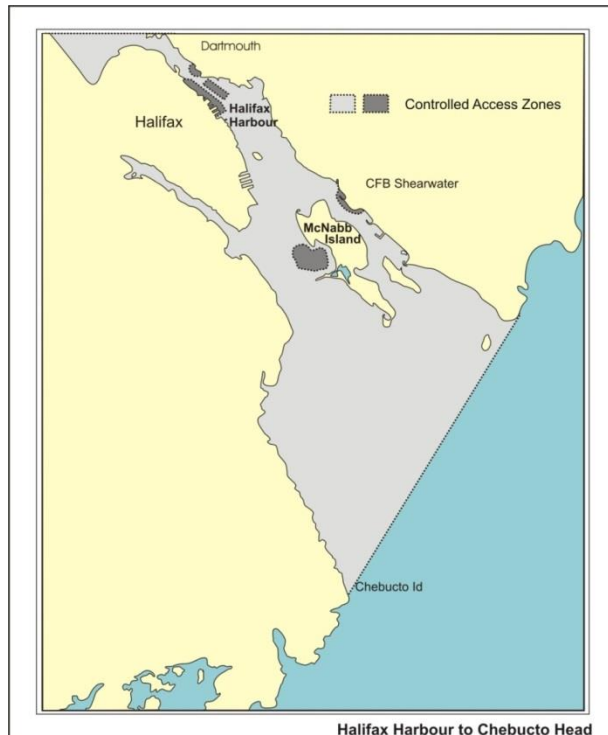 Dartmouth
Halifax
Halifax
Harbour
Controlled Access Zones
CFB Shearwater
McNabb
Island
Chebucto Id
Halifax Harbour to Chebucto Head